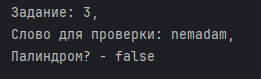 Задание: 3,
Слово для проверки: nemadam,
Палиндром? - false